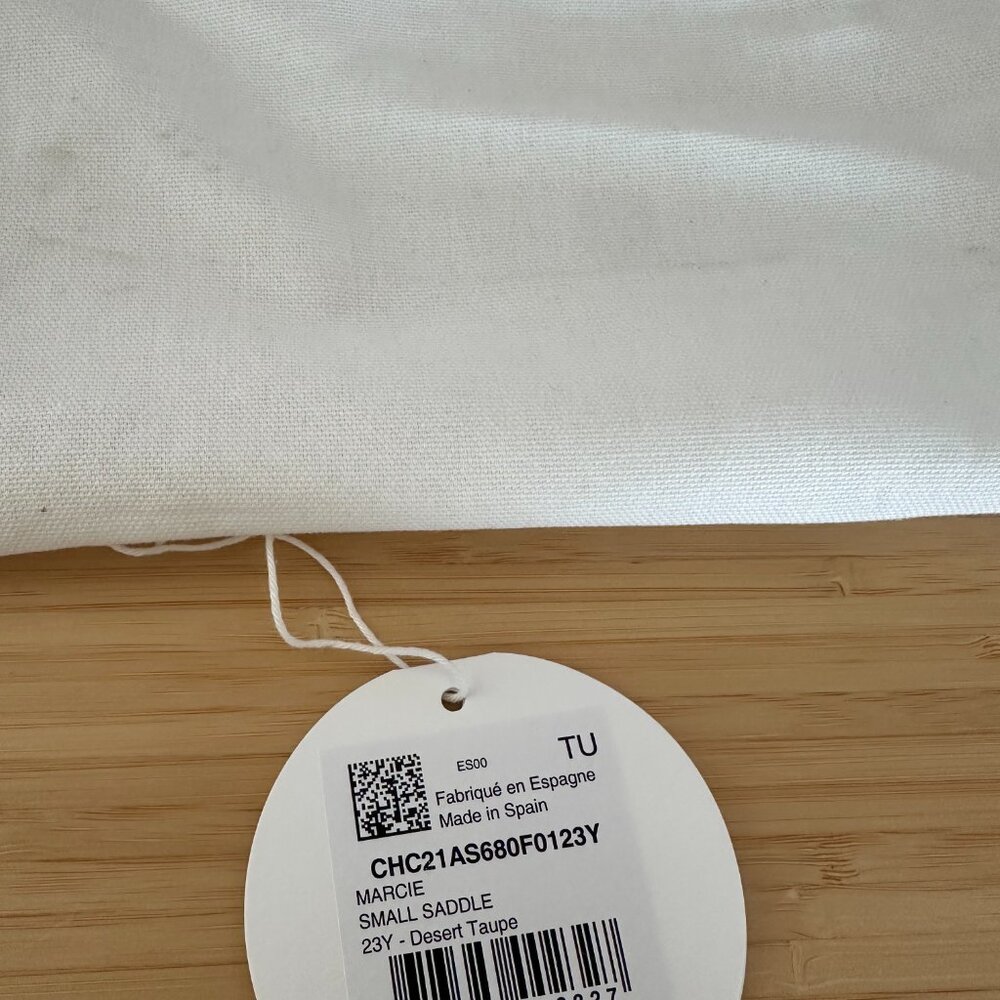 ES00
TU
Fabriqué en Espagne
Made in Spain
CHC21AS680F0123Y
MARCIE
SMALL SADDLE
23Y - Desert Taupe